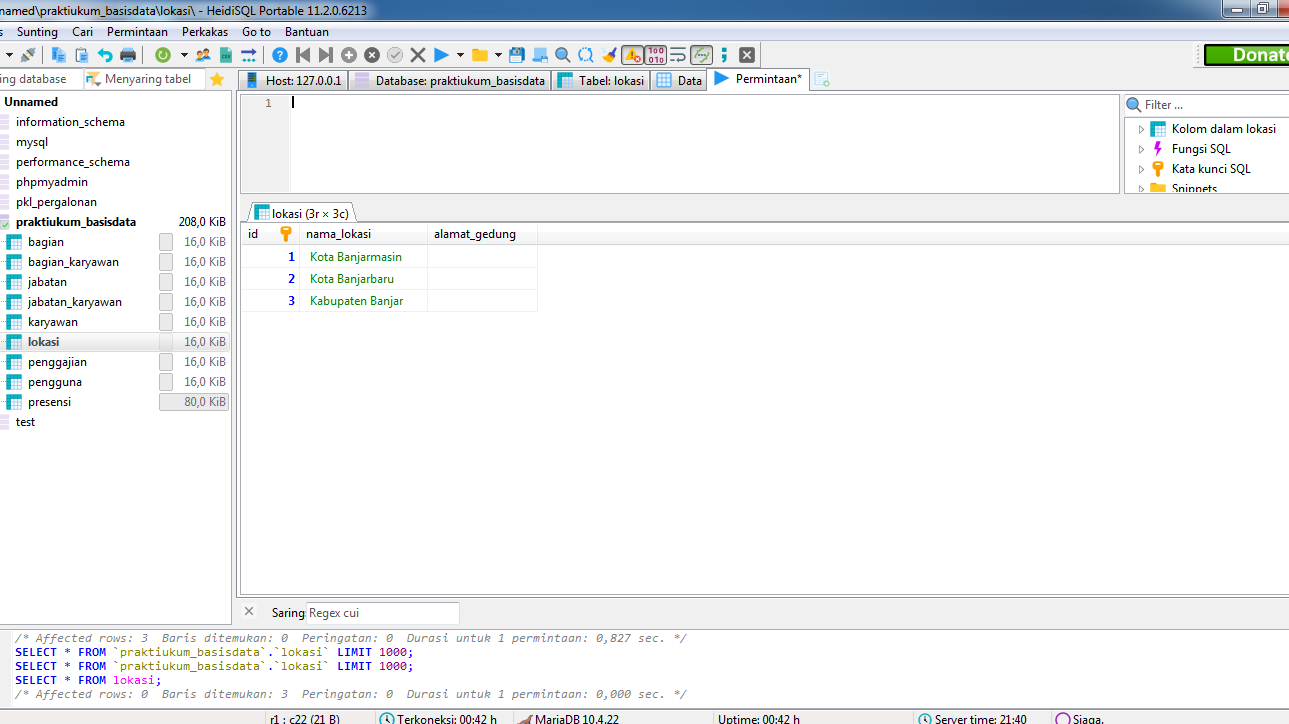 named\praktiukum_basisdata\lokasi\ - HeidiSQL Portable 11.2.0.6213
s Sunting Cari Permintaan Perkakas Go to Bantuan
Donate
ing database Menyaring tabel
Host: 127.0.0.1 Database: praktiukum_basisdata Tabel: lokasi Data Permintaan*
Unnamed
information_schema
mysql
performance_schema
phpmyadmin
pkl_pergalonan
praktiukum_basisdata 208,0 KiB
bagian 16,0 KiB
bagian_karyawan 16,0 KiB
jabatan 16,0 KiB
jabatan_karyawan 16,0 KiB
karyawan 16,0 KiB
lokasi 16,0 KiB
penggajian 16,0 KiB
pengguna 16,0 KiB
presensi 80,0 KiB
test
1
Filter ...
Kolom dalam lokasi
Fungsi SQL
Kata kunci SQL
Snippets
lokasi (3r × 3c)
id nama_lokasi alamat_gedung
1 Kota Banjarmasin
2 Kota Banjarbaru
3 Kabupaten Banjar
Saring: Regex cui
/* Affected rows: 3 Baris ditemukan: 0 Peringatan: 0 Durasi untuk 1 permintaan: 0,827 sec. */
SELECT * FROM `praktiukum_basisdata`.`lokasi` LIMIT 1000;
SELECT * FROM `praktiukum_basisdata`.`lokasi` LIMIT 1000;
SELECT * FROM lokasi;
/* Affected rows: 0 Baris ditemukan: 3 Peringatan: 0 Durasi untuk 1 permintaan: 0,000 sec. */
r1 : c22 (21 B) Terkoneksi: 00:42 h MariaDB 10.4.22 Uptime: 00:42 h Server time: 21:40 Siaga.